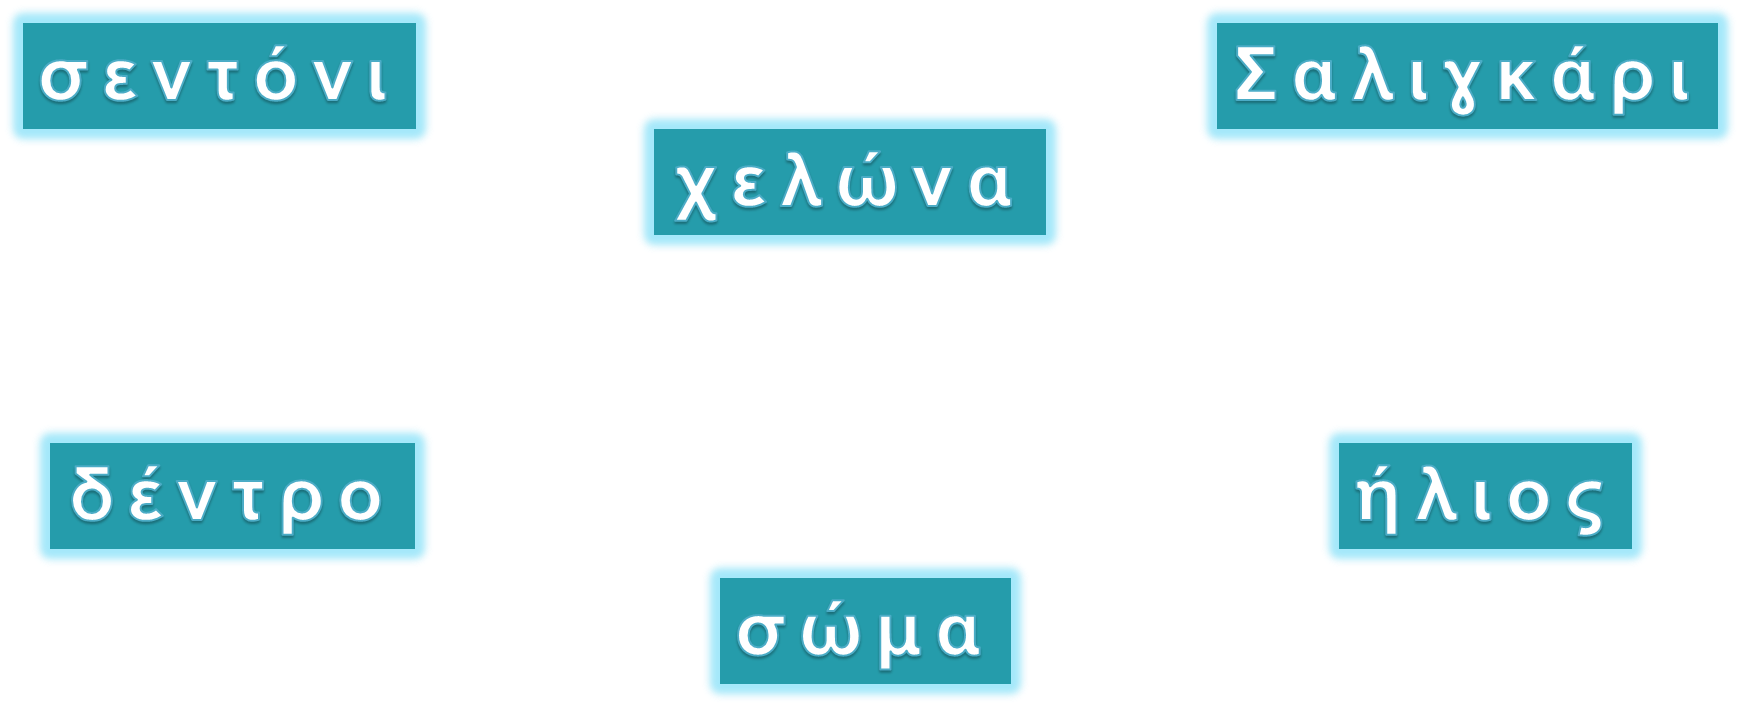 σεντόνι
Σαλιγκάρι
χελώνα
δέντρο
ήλιος
σώμα